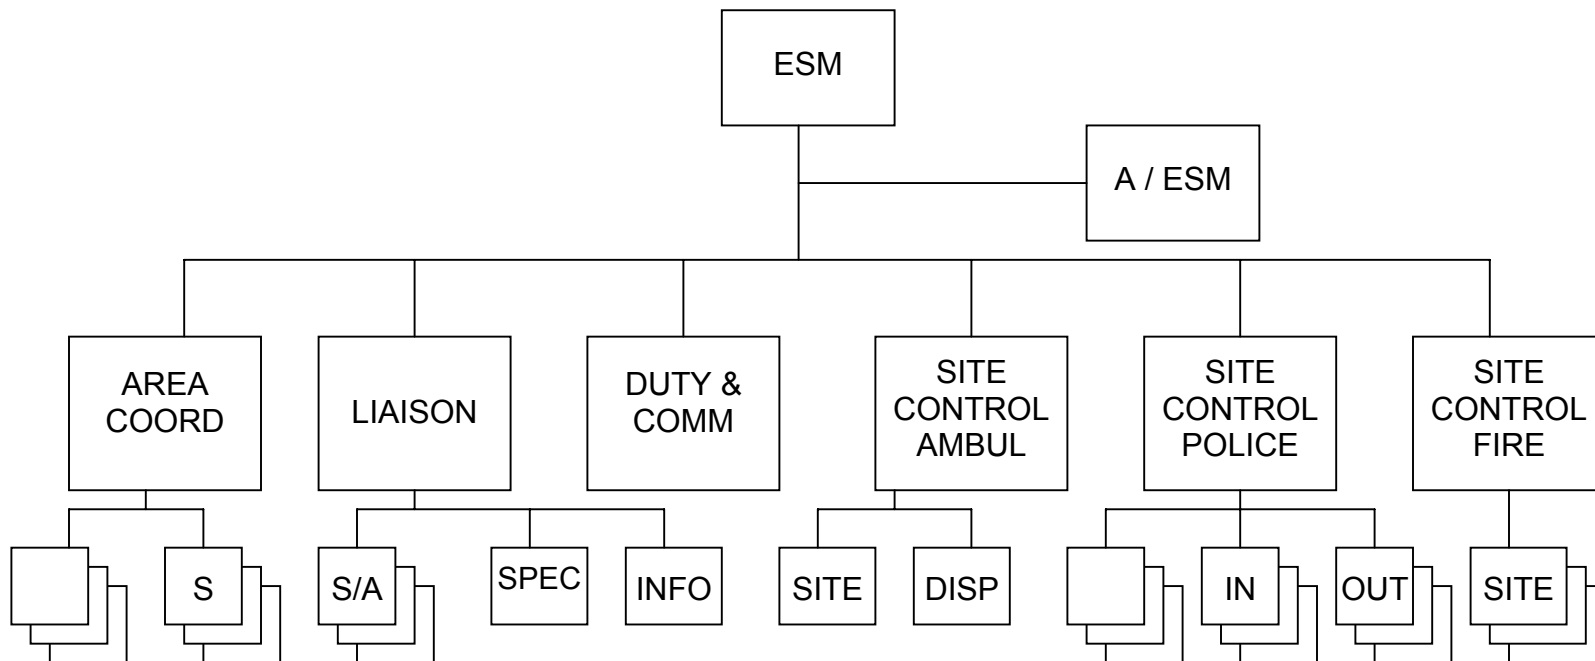 ESM
A / ESM
AREA
COORD
LIAISON
DUTY &
COMM
SITE
CONTROL
AMBUL
SITE
CONTROL
POLICE
SITE
CONTROL
FIRE
S
S/A
SPEC
INFO
SITE
DISP
IN
OUT
SITE